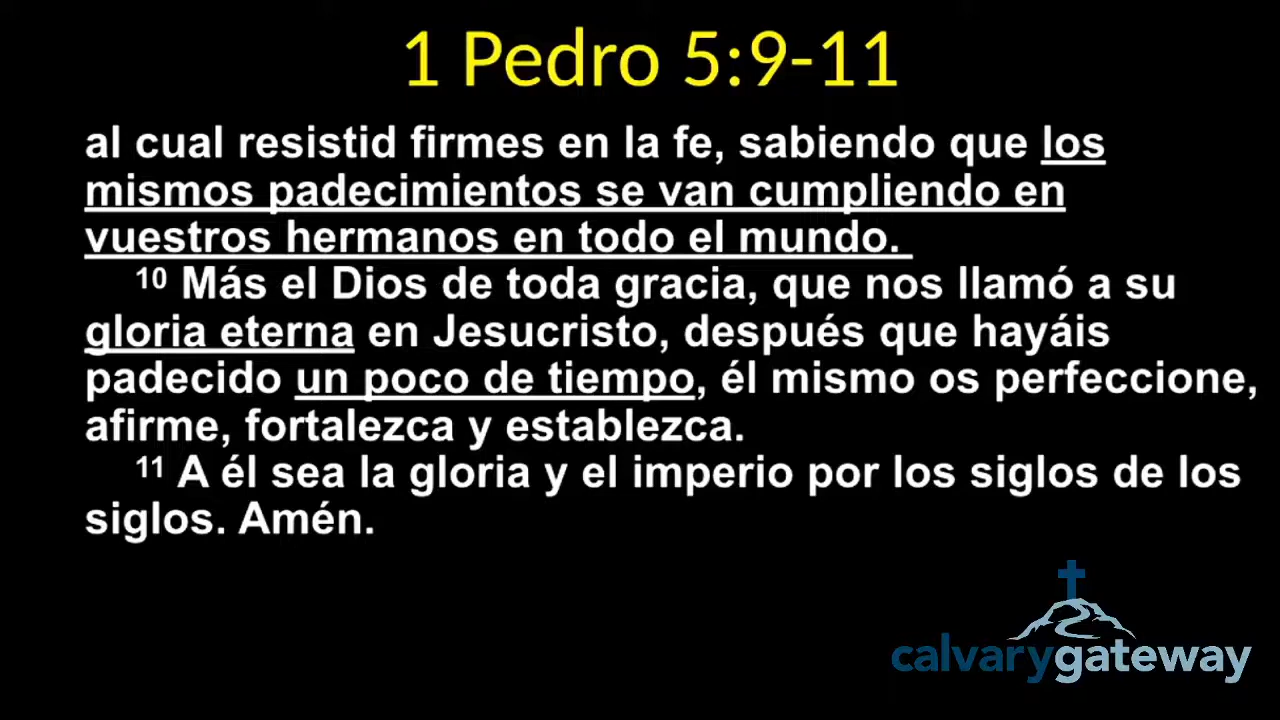 1 Pedro 5:9-11
al cual resistid firmes en la fe, sabiendo que los
mismos padecimientos se van cumpliendo en
vuestros hermanos en todo el mundo.
10 Más el Dios de toda gracia, que nos llamó a su
gloria eterna en Jesucristo, después que hayáis
padecido un poco de tiempo, él mismo os perfeccione,
afirme, fortalezca y establezca.
11 A él sea la gloria y el imperio por los siglos de los
siglos. Amén.
calvarygateway